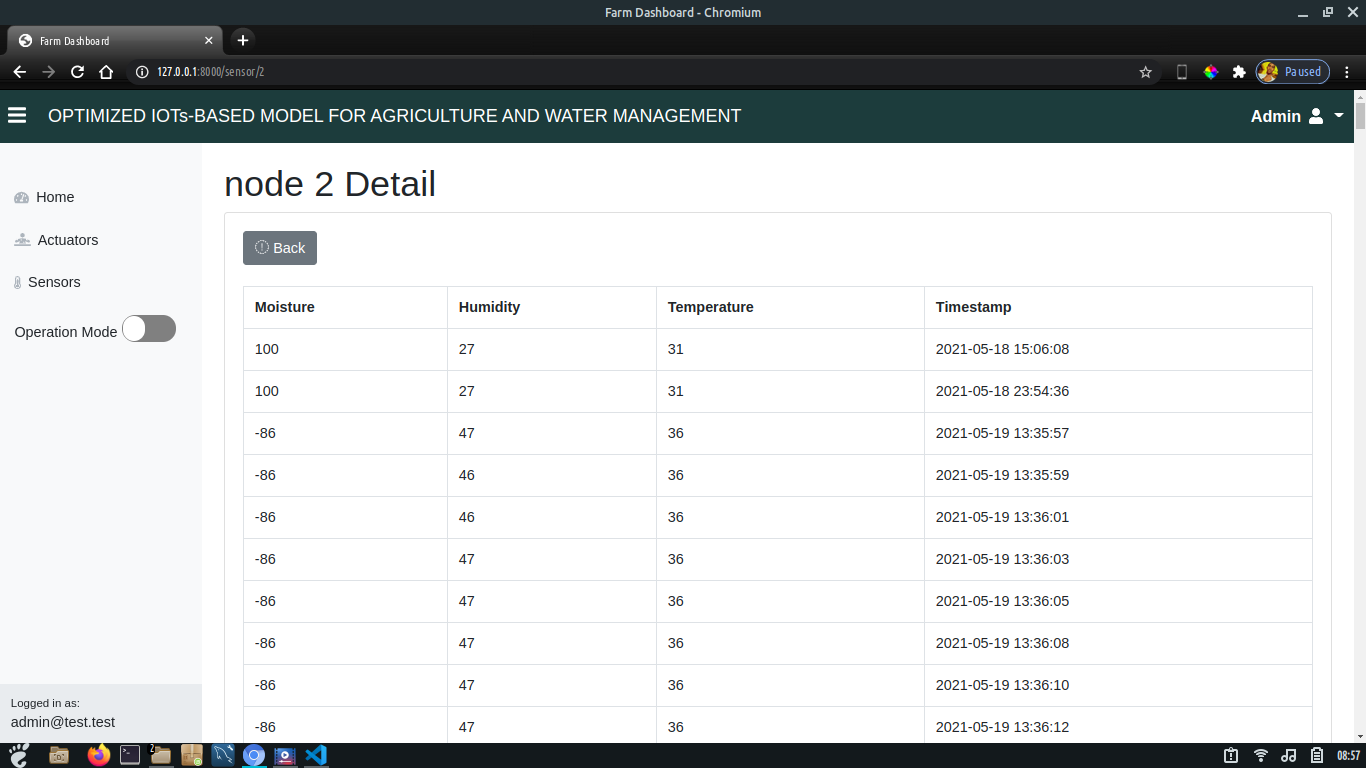 Farm Dashboard - Chromium
Farm Dashboard
127.0.0.1:8000/sensor/2
Paused
OPTIMIZED IOTs-BASED MODEL FOR AGRICULTURE AND WATER MANAGEMENT
Admin
Home
Actuators
Sensors
Operation Mode
node 2 Detail
Back
Moisture Humidity Temperature Timestamp
100 27 31 2021-05-18 15:06:08
100 27 31 2021-05-18 23:54:36
-86 47 36 2021-05-19 13:35:57
-86 46 36 2021-05-19 13:35:59
-86 46 36 2021-05-19 13:36:01
-86 47 36 2021-05-19 13:36:03
-86 47 36 2021-05-19 13:36:05
-86 47 36 2021-05-19 13:36:08
-86 47 36 2021-05-19 13:36:10
-86 47 36 2021-05-19 13:36:12
Logged in as:
admin@test.test
2
08:57